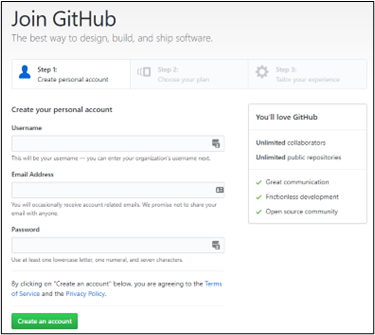 Join GitHub
The best way to design, build, and ship software.
Step 1:
Create personal account
Step 2:
Choose your plan
Step 3:
Tailor your experience
Create your personal account
Username
This will be your username — you can enter your organization's username next.
Email Address
You will occasionally receive account related emails. We promise not to share your
email with anyone.
Password
Use at least one lowercase letter, one numeral, and seven characters.
By clicking on "Create an account" below, you are agreeing to the Terms
of Service and the Privacy Policy.
Create an account
You'll love GitHub
Unlimited collaborators
Unlimited public repositories
✓ Great communication
✓ Frictionless development
✓ Open source community